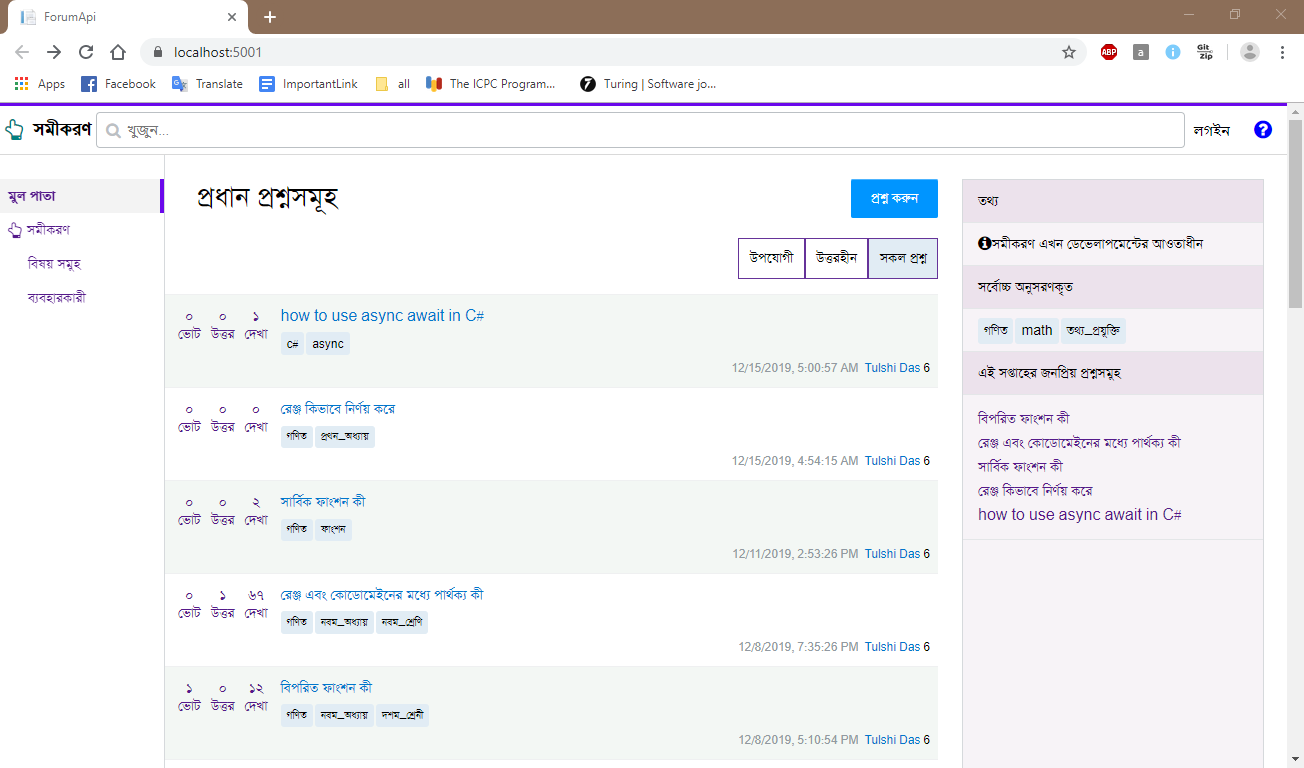 ForumApi
localhost:5001
ABP a i Git zip
Apps Facebook Translate ImportantLink all The ICPC Program... Turing | Software jo...
সমীকরণ খুজুন... লগইন ?
মুল পাতা
সমীকরণ
বিষয় সমূহ
ব্যবহারকারী
প্রধান প্রশ্নসমূহ
প্রশ্ন করুন
উপযোগী উত্তরহীন সকল প্রশ্ন
০ ০ ১ how to use async await in C#
ভোট উত্তর দেখা
c# async
12/15/2019, 5:00:57 AM Tulshi Das 6
০ ০ ০ রেঞ্জ কিভাবে নির্ণয় করে
ভোট উত্তর দেখা
গণিত প্রথন_অধ্যায়
12/15/2019, 4:54:15 AM Tulshi Das 6
০ ০ ২ সার্বিক ফাংশন কী
ভোট উত্তর দেখা
গণিত ফাংশন
12/11/2019, 2:53:26 PM Tulshi Das 6
০ ১ ৬৭ রেঞ্জ এবং কোডোমেইনের মধ্যে পার্থক্য কী
ভোট উত্তর দেখা
গণিত নবম_অধ্যায় নবম_শ্রেণি
12/8/2019, 7:35:26 PM Tulshi Das 6
১ ০ ১২ বিপরিত ফাংশন কী
ভোট উত্তর দেখা
গণিত নবম_অধ্যায় দশম_শ্রেনী
12/8/2019, 5:10:54 PM Tulshi Das 6
তথ্য
সমীকরণ এখন ডেভেলাপমেন্টের আওতাধীন
সর্বোচ্চ অনুসরণকৃত
গণিত math তথ্য_প্রযুক্তি
এই সপ্তাহের জনপ্রিয় প্রশ্নসমুহ
বিপরিত ফাংশন কী
রেঞ্জ এবং কোডোমেইনের মধ্যে পার্থক্য কী
সার্বিক ফাংশন কী
রেঞ্জ কিভাবে নির্ণয় করে
how to use async await in C#